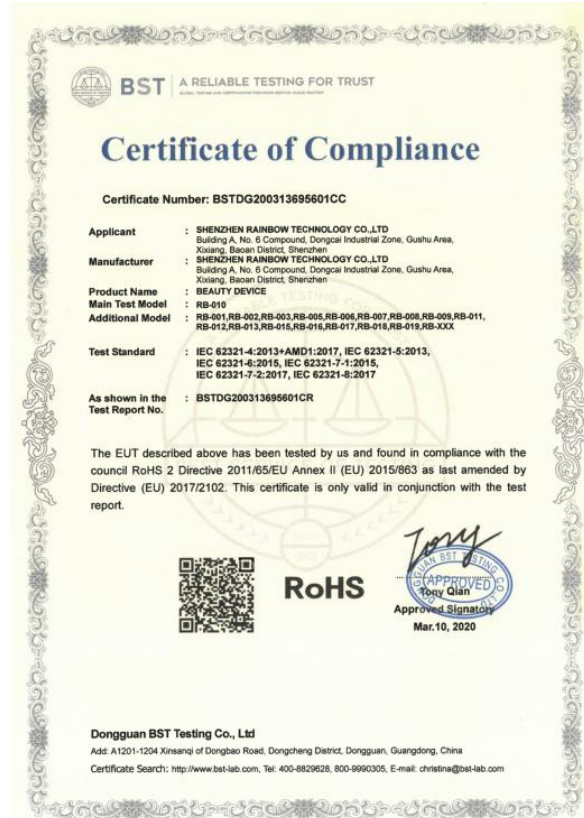 BST
A RELIABLE TESTING FOR TRUST
Certificate of Compliance
Certificate Number: BSTDG200313695601CC
Applicant : SHENZHEN RAINBOW TECHNOLOGY CO.,LTD
Building A, No. 6 Compound, Dongcai Industrial Zone, Gushu Area,
Xixiang, Baoan District, Shenzhen
Manufacturer : SHENZHEN RAINBOW TECHNOLOGY CO.,LTD
Building A, No. 6 Compound, Dongcai Industrial Zone, Gushu Area,
Xixiang, Baoan District, Shenzhen
Product Name : BEAUTY DEVICE
Main Test Model : RB-010
Additional Model : RB-001,RB-002,RB-003,RB-005,RB-006,RB-007,RB-008,RB-009,RB-011,
RB-012,RB-013,RB-015,RB-016,RB-017,RB-018,RB-019,RB-XXX
Test Standard : IEC 62321-4:2013+AMD1:2017, IEC 62321-5:2013,
IEC 62321-6:2015, IEC 62321-7-1:2015,
IEC 62321-7-2:2017, IEC 62321-8:2017
As shown in the : BSTDG200313695601CR
Test Report No.
The EUT described above has been tested by us and found in compliance with the
council RoHS 2 Directive 2011/65/EU Annex II (EU) 2015/863 as last amended by
Directive (EU) 2017/2102. This certificate is only valid in conjunction with the test
report.
Tony
APPROVED
RoHS
Tony Qian
Approved Signatory
Mar.10, 2020
Dongguan BST Testing Co., Ltd
Add: A1201-1204 Xinsanqi of Dongbao Road, Dongcheng District, Dongguan, Guangdong, China
Certificate Search: http://www.bst-lab.com, Tel: 400-8829628, 800-9990305, E-mail: christina@bst-lab.com